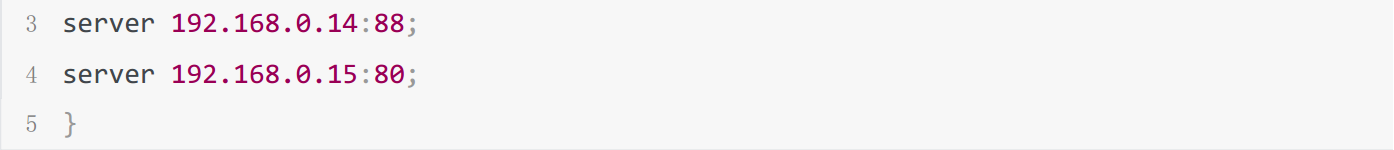 3 server 192.168.0.14:88;
4 server 192.168.0.15:80;
5 }